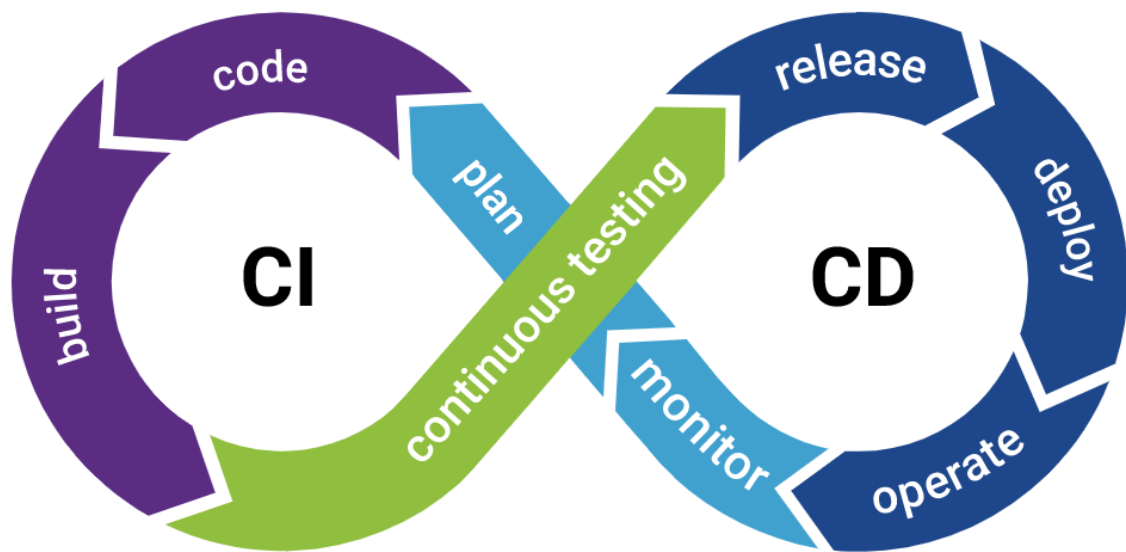 code
release
plan
continuous testing
deploy
CI
CD
build
monitor
operate